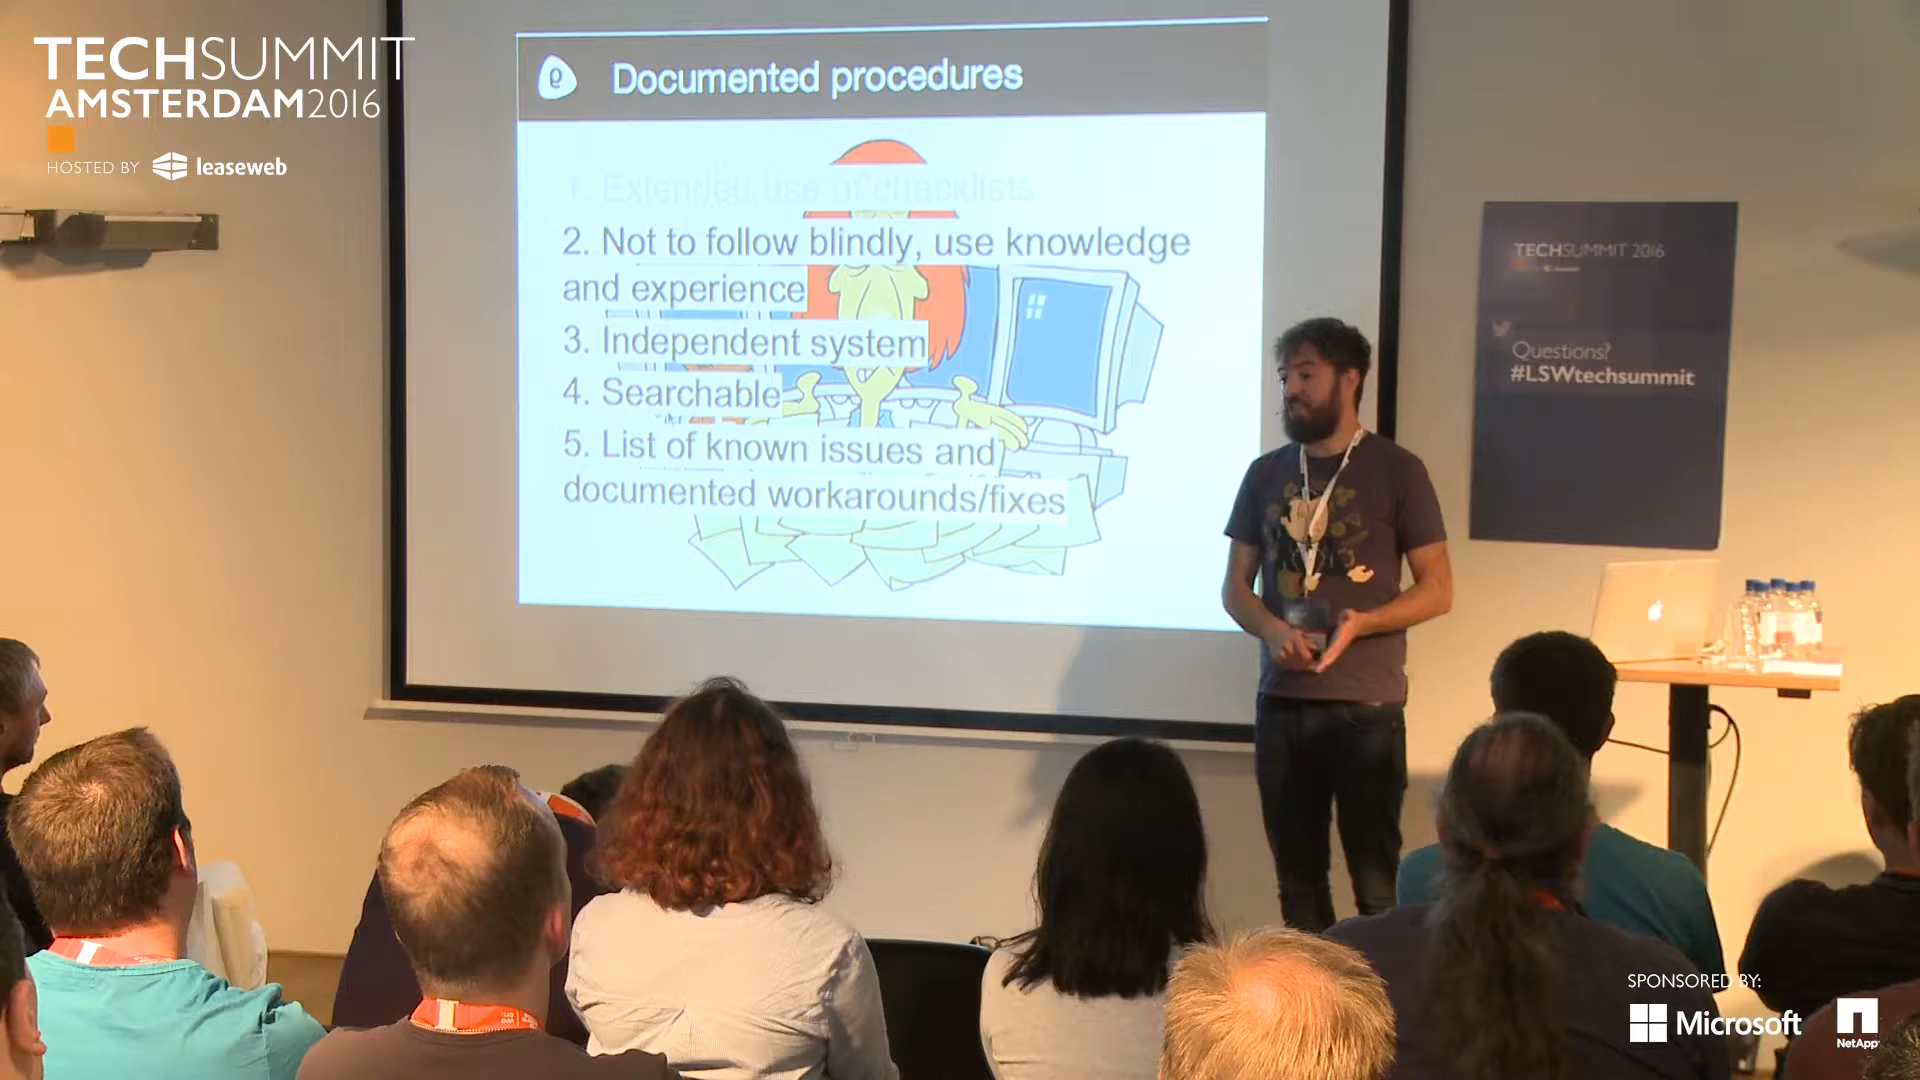 TECHSUMMIT
AMSTERDAM2016
HOSTED BY leaseweb
Documented procedures
1. Extended use of checklists
2. Not to follow blindly, use knowledge
and experience
3. Independent system
4. Searchable
5. List of known issues and
documented workarounds/fixes
TECHSUMMIT 2016
Questions?
#LSWtechsummit
SPONSORED BY:
Microsoft
NetApp